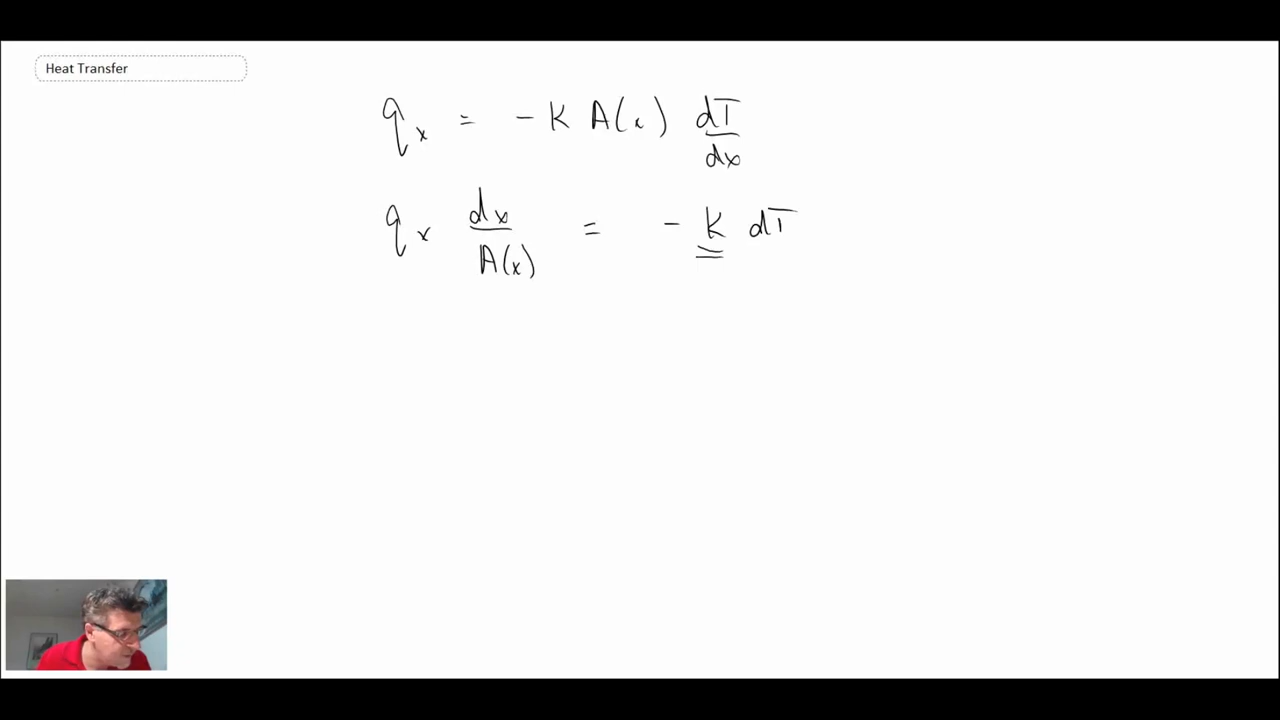 Heat Transfer
q_x = - K A(x) dT/dx
q_x dx/A(x) = - K dT